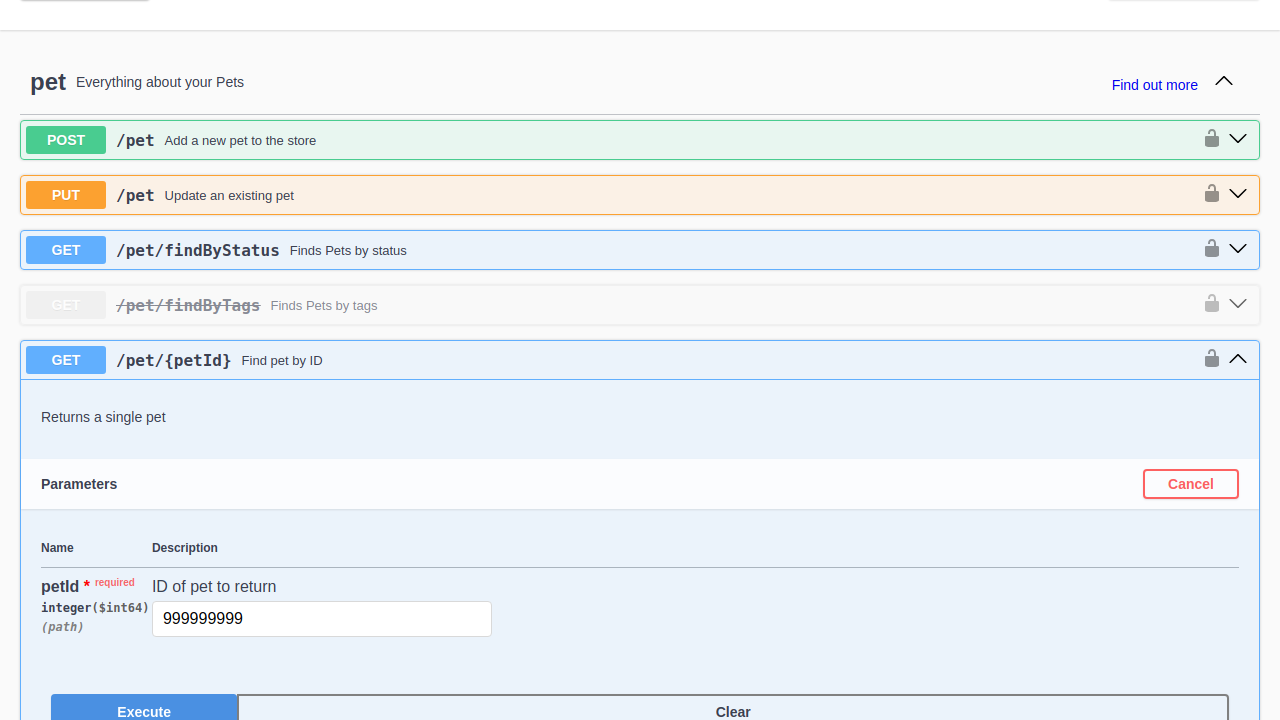 pet Everything about your Pets Find out more
POST /pet Add a new pet to the store
PUT /pet Update an existing pet
GET /pet/findByStatus Finds Pets by status
GET /pet/findByTags Finds Pets by tags
GET /pet/{petId} Find pet by ID
Returns a single pet
Parameters Cancel
Name Description
petId * required ID of pet to return
integer($int64)
999999999
(path)
Execute Clear